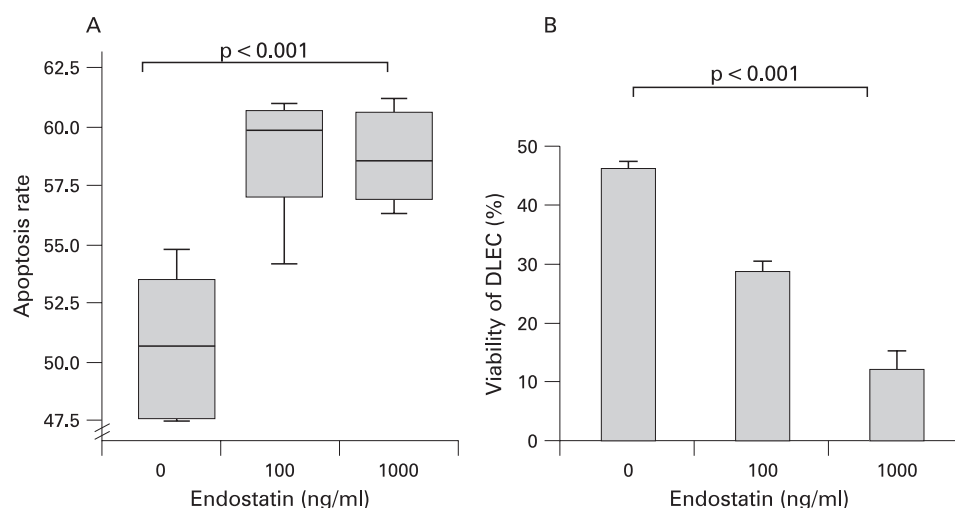 A
p < 0.001
Apoptosis rate
62.5
60.0
57.5
55.0
52.5
50.0
47.5
0 100 1000
Endostatin (ng/ml)
B
p < 0.001
Viability of DLEC (%)
50
40
30
20
10
0
0 100 1000
Endostatin (ng/ml)